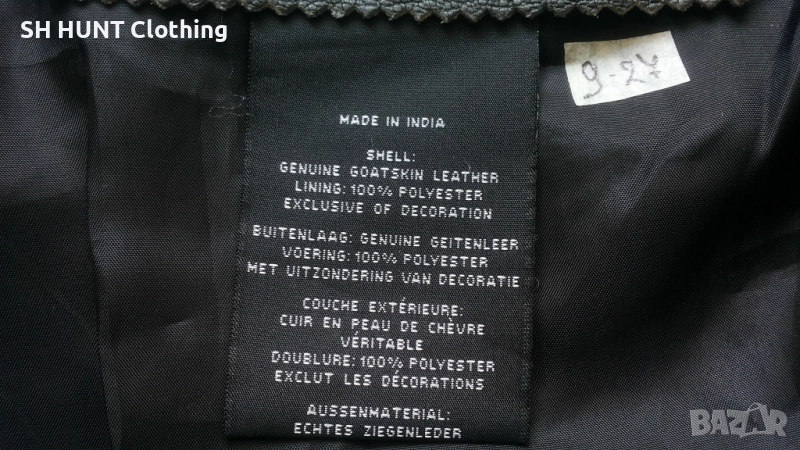 SH HUNT Clothing
9-27
MADE IN INDIA
SHELL:
GENUINE GOATSKIN LEATHER
LINING: 100% POLYESTER
EXCLUSIVE OF DECORATION
BUITENLAAG: GENUINE GEITENLEER
VOERING: 100% POLYESTER
MET UITZONDERING VAN DECORATIE
COUCHE EXTÉRIEURE:
CUIR EN PEAU DE CHÈVRE
VÉRITABLE
DOUBLURE: 100% POLYESTER
EXCLUT LES DÉCORATIONS
AUSSENMATERIAL:
ECHTES ZIEGENLEDER
BAZAR